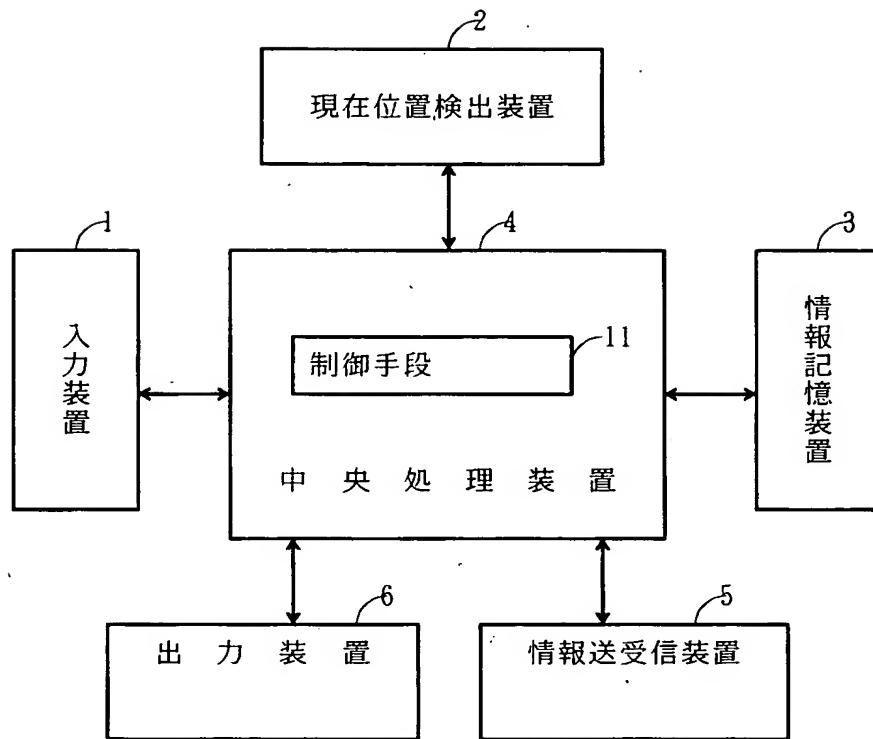 2
現在位置検出装置
1
入力装置
4
制御手段
11
中央処理装置
3
情報記憶装置
6
出力装置
5
情報送受信装置